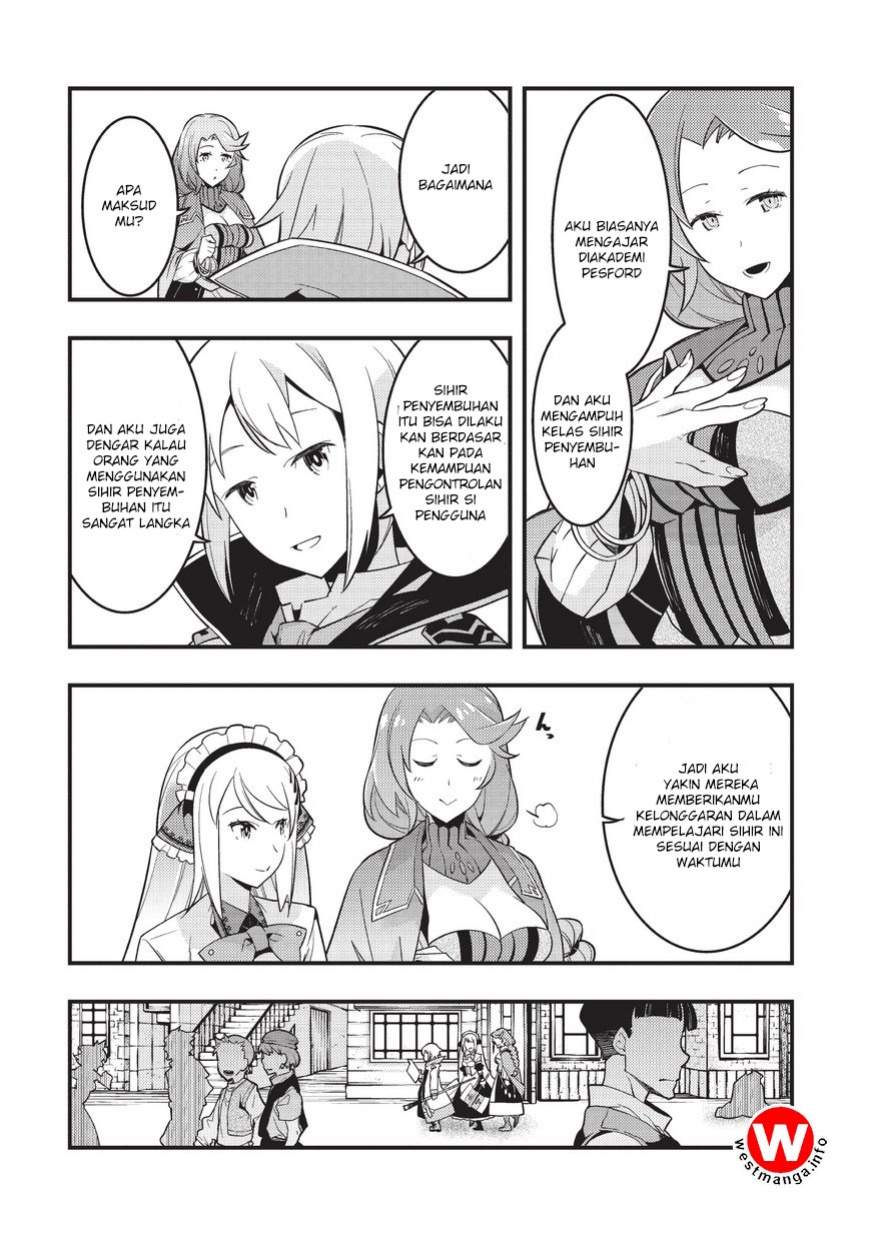 AKU BIASANYA
MENGAJAR
DIAKADEMI
PESFORD
DAN AKU
MENGAMPUH
KELAS SIHIR
PENYEMBU-
HAN
JADI
BAGAIMANA
APA
MAKSUD
MU?
SIHIR
PENYEMBUHAN
ITU BISA DILAKU
KAN BERDASAR
KAN PADA
KEMAMPUAN
PENGONTROLAN
SIHIR SI
PENGGUNA
DAN AKU JUGA
DENGAR KALAU
ORANG YANG
MENGGUNAKAN
SIHIR PENYEM-
BUHAN ITU
SANGAT LANGKA
JADI AKU
YAKIN MEREKA
MEMBERIKANMU
KELONGGARAN DALAM
MEMPELAJARI SIHIR INI
SESUAI DENGAN
WAKTUMU
んっ
W
westmanga.info